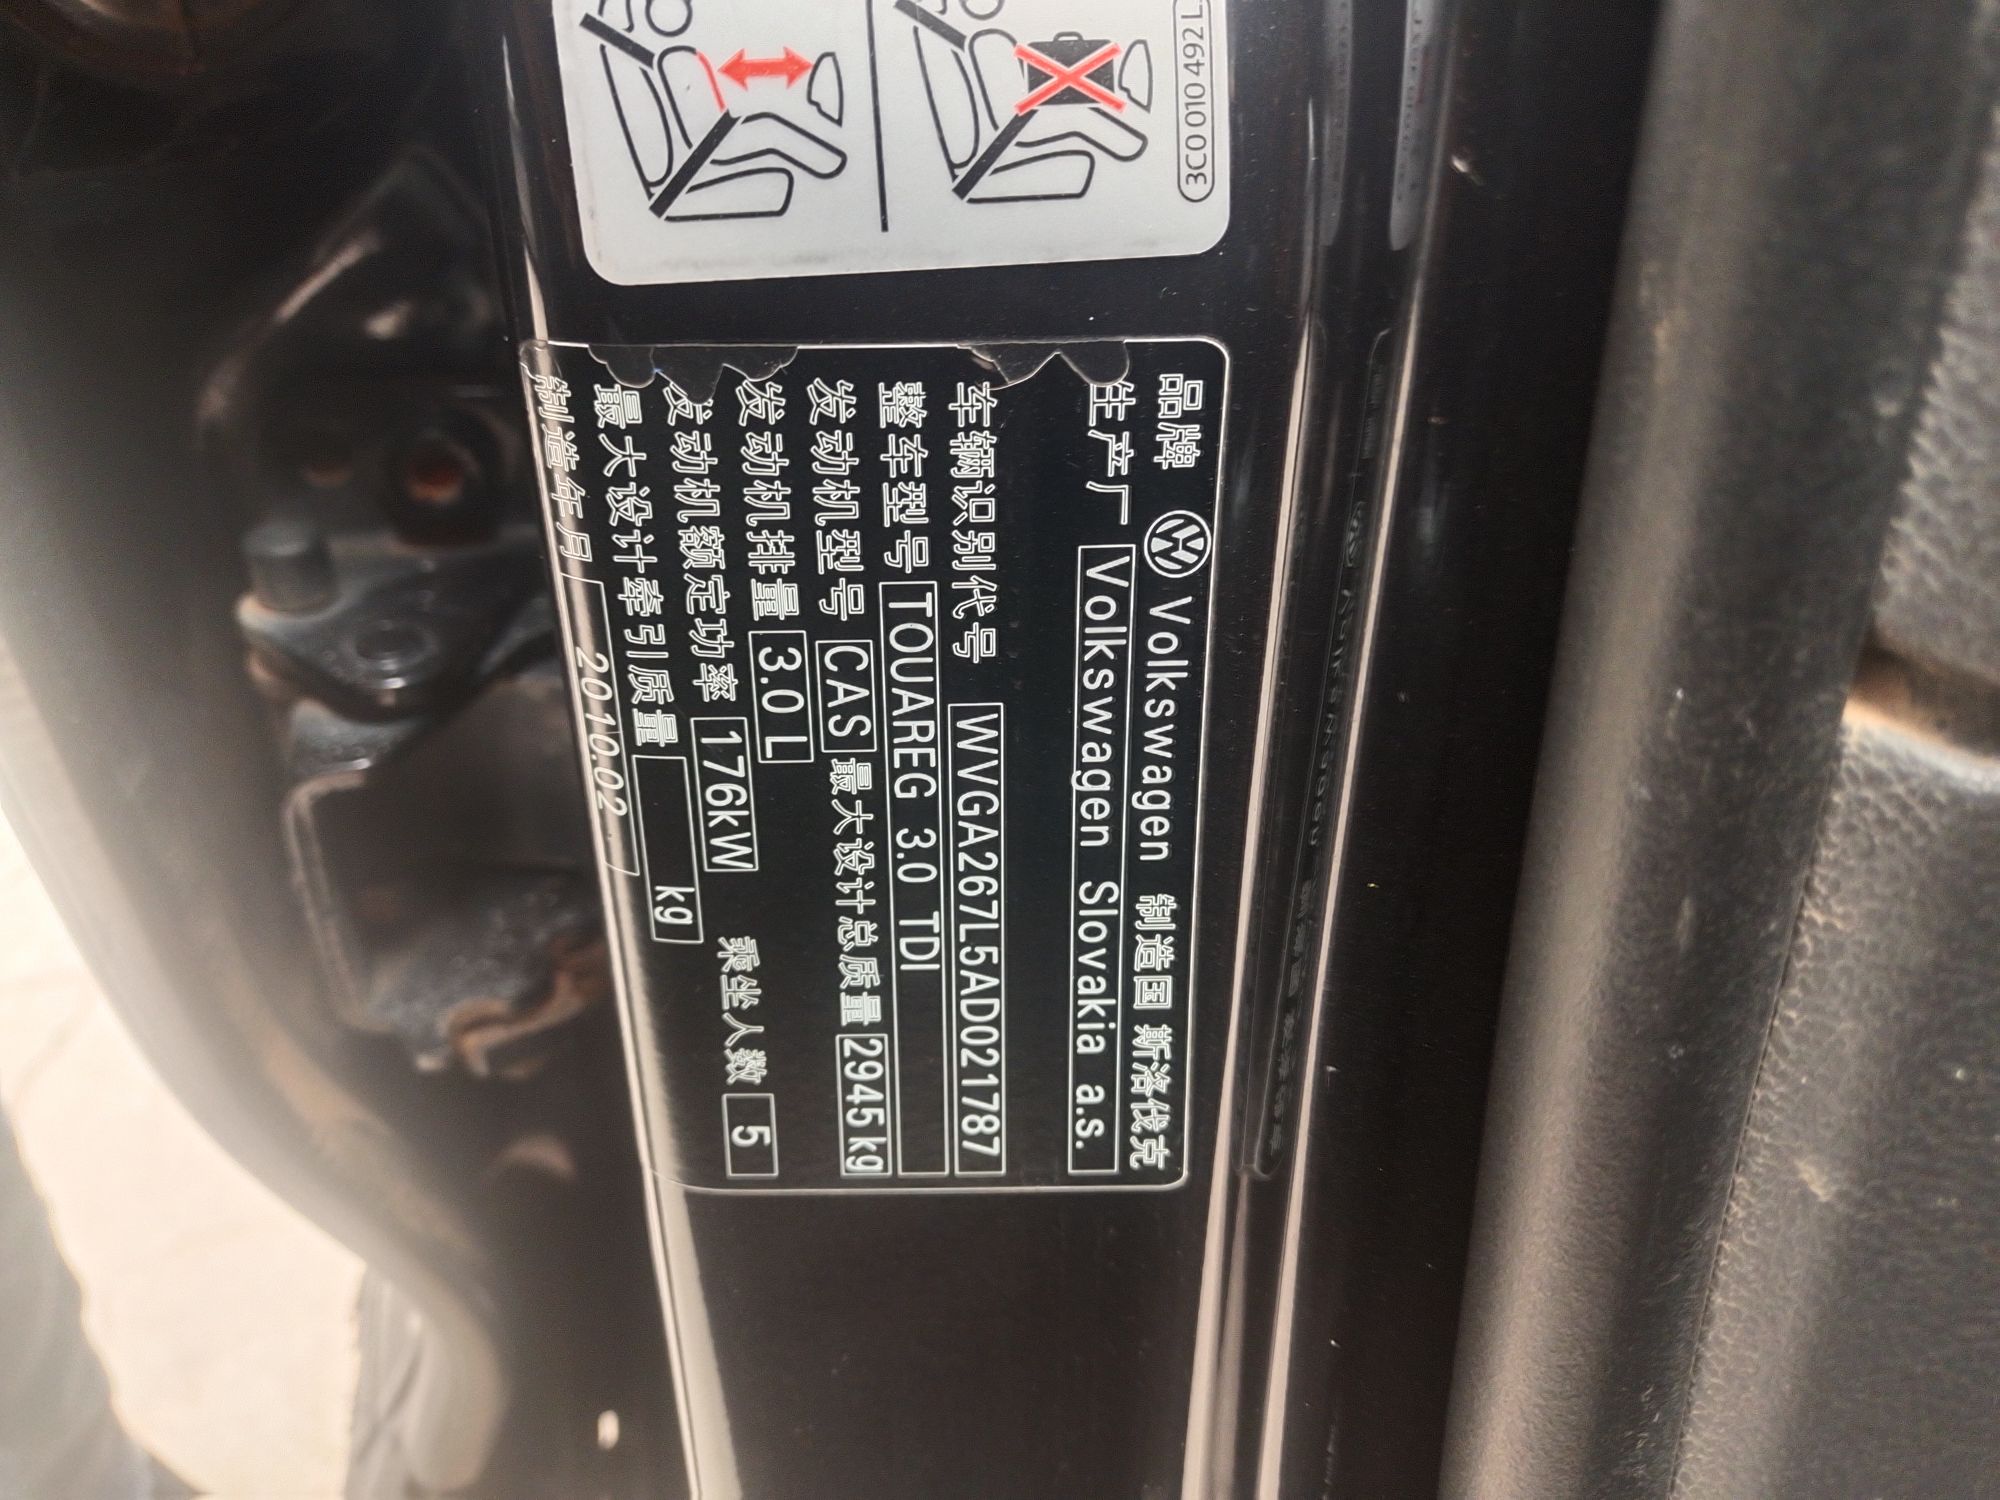 3C0 010 492L
品牌 Volkswagen 制造国 斯洛伐克
生产厂 Volkswagen Slovakia a.s.
车辆识别代号 WVGA267L5AD021787
整车型号 TOUAREG 3.0 TDI
发动机型号 CAS 最大设计总质量 2945kg
发动机排量 3.0L
发动机额定功率 176kW 乘坐人数 5
最大设计牵引质量 kg
制造年月 2010.02